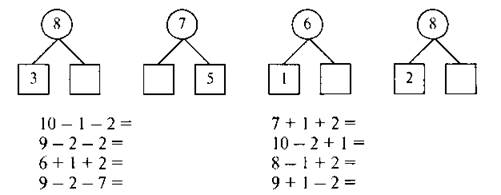 8 7 6 8
3 5 1 2
10 – 1 – 2 =
9 – 2 – 2 =
6 + 1 + 2 =
9 – 2 – 7 =
7 + 1 + 2 =
10 – 2 + 1 =
8 – 1 + 2 =
9 + 1 – 2 =